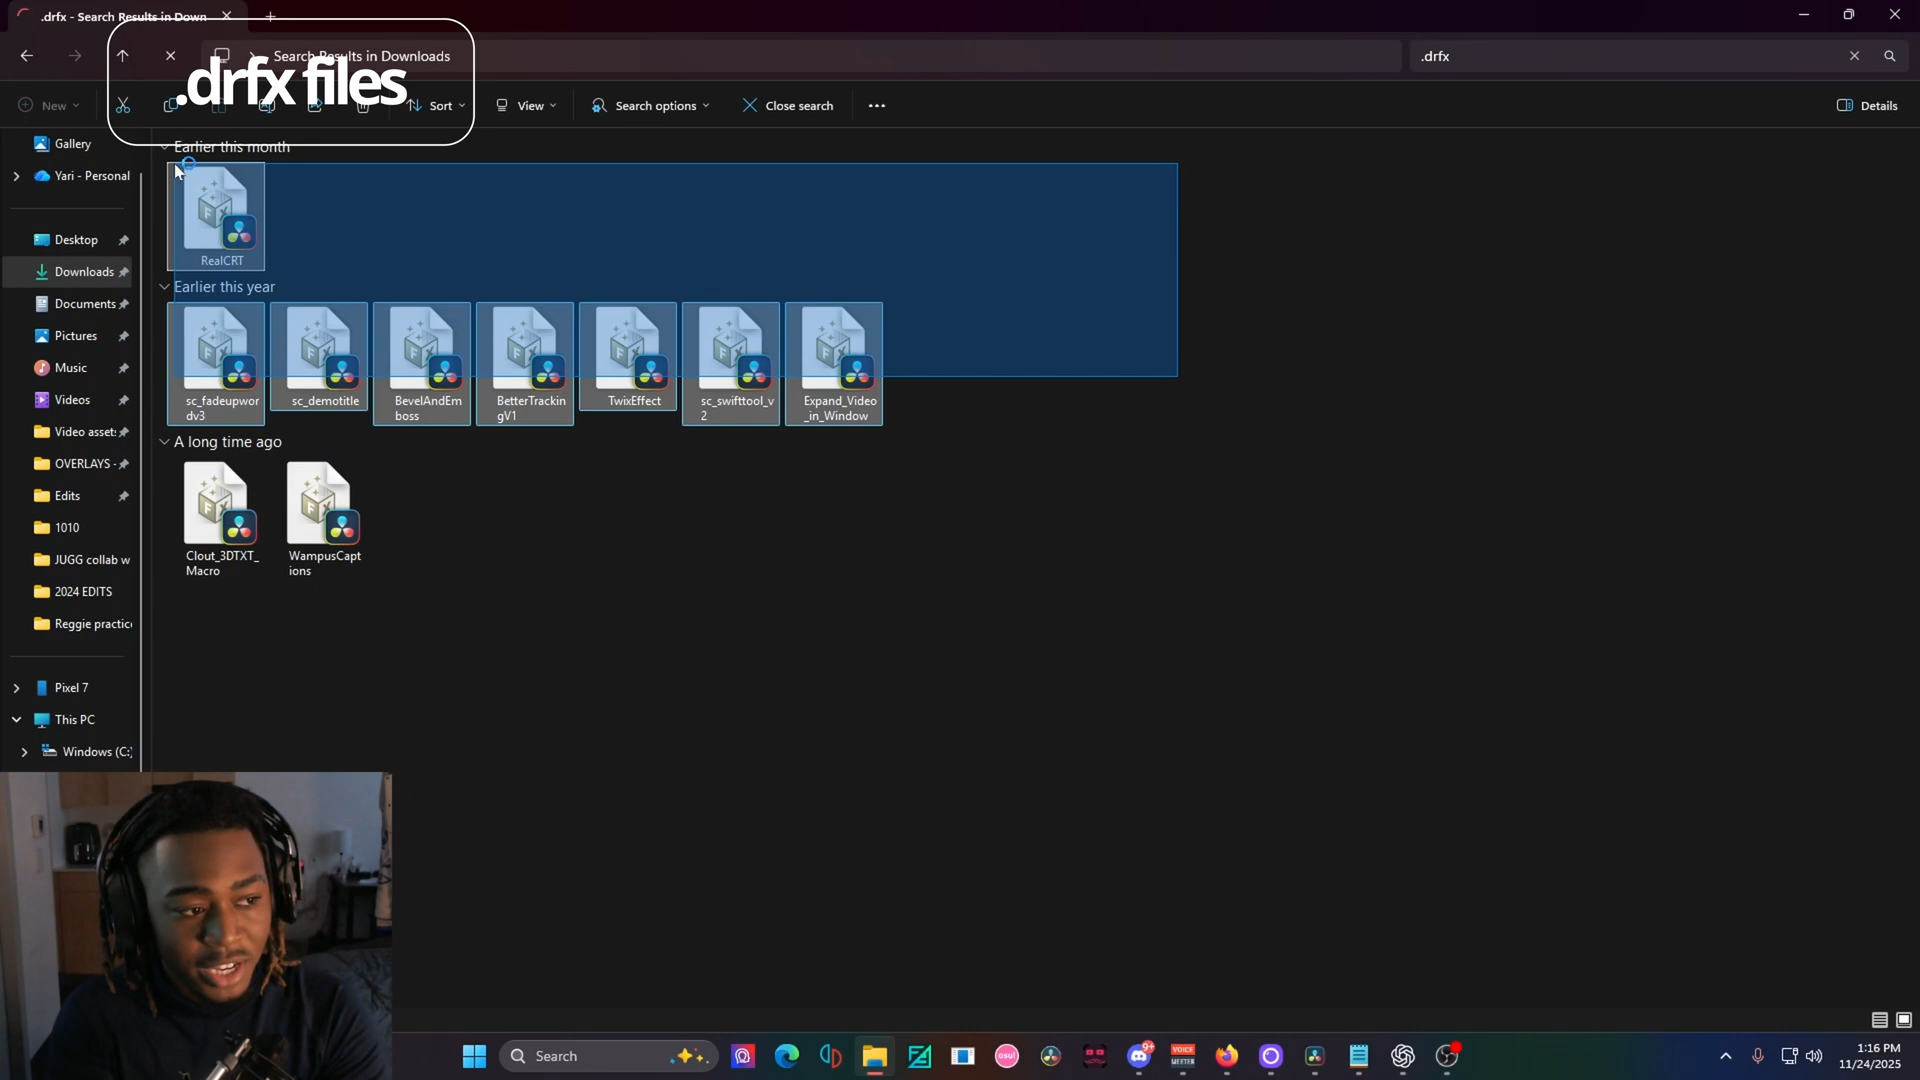 .drfx - Search Results in Down
Search Results in Downloads
.drfx
.drfx files
New
Sort
View
Search options
Close search
Details
Gallery
Yari - Personal
Desktop
Downloads
Documents
Pictures
Music
Videos
Video asset
OVERLAYS -
Edits
1010
JUGG collab w
2024 EDITS
Reggie practic
Pixel 7
This PC
Windows (C:)
Earlier this month
RealCRT
Earlier this year
sc_fadeupwor
dv3
sc_demotitle
BevelAndEm
boss
BetterTrackin
gV1
TwixEffect
sc_swifttool_v
2
Expand_Video
_in_Window
A long time ago
Clout_3DTXT_
Macro
WampusCapt
ions
Search
osu!
9+
VOICE
MEETER
1:16 PM
11/24/2025